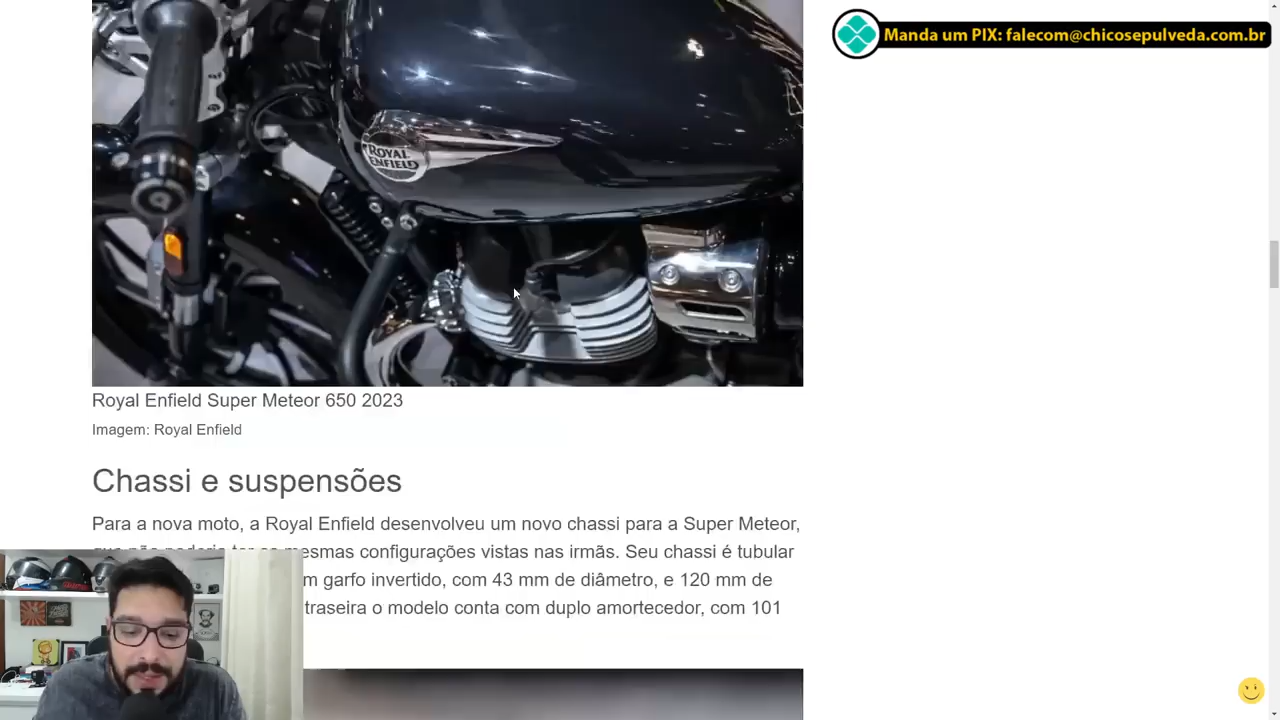 Manda um PIX: falecom@chicosepulveda.com.br
ROYAL
ENFIELD
Royal Enfield Super Meteor 650 2023
Imagem: Royal Enfield
Chassi e suspensões
Para a nova moto, a Royal Enfield desenvolveu um novo chassi para a Super Meteor,
mesmas configurações vistas nas irmãs. Seu chassi é tubular
garfo invertido, com 43 mm de diâmetro, e 120 mm de
traseira o modelo conta com duplo amortecedor, com 101